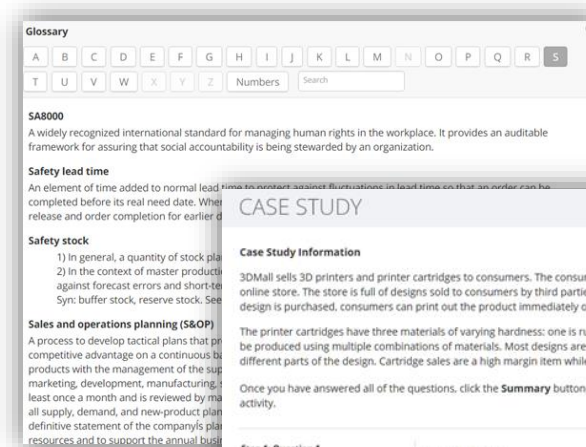 Glossary
A B C D E F G H I J K L M N O P Q R S
T U V W X Y Z Numbers Search
SA8000
A widely recognized international standard for managing human rights in the workplace. It provides an auditable
framework for assuring that social accountability is being stewarded by an organization.
Safety lead time
An element of time added to normal lead time to protect against fluctuations in lead time so that an order can be
completed before its real need date. When
release and order completion for earlier d
Safety stock
1) In general, a quantity of stock pla
2) In the context of master producti
against forecast errors and short-te
Syn: buffer stock, reserve stock. See
Sales and operations planning (S&OP)
A process to develop tactical plans that pr
competitive advantage on a continuous ba
products with the management of the sup
marketing, development, manufacturing,
least once a month and is reviewed by ma
all supply, demand, and new-product plan
definitive statement of the companyÍs plan
resources and to support the annual busi
CASE STUDY
Case Study Information
3DMall sells 3D printers and printer cartridges to consumers. The consum
online store. The store is full of designs sold to consumers by third partie
design is purchased, consumers can print out the product immediately o
The printer cartridges have three materials of varying hardness: one is ru
be produced using multiple combinations of materials. Most designs are
different parts of the design. Cartridge sales are a high margin item while
Once you have answered all of the questions, click the Summary button
activity.